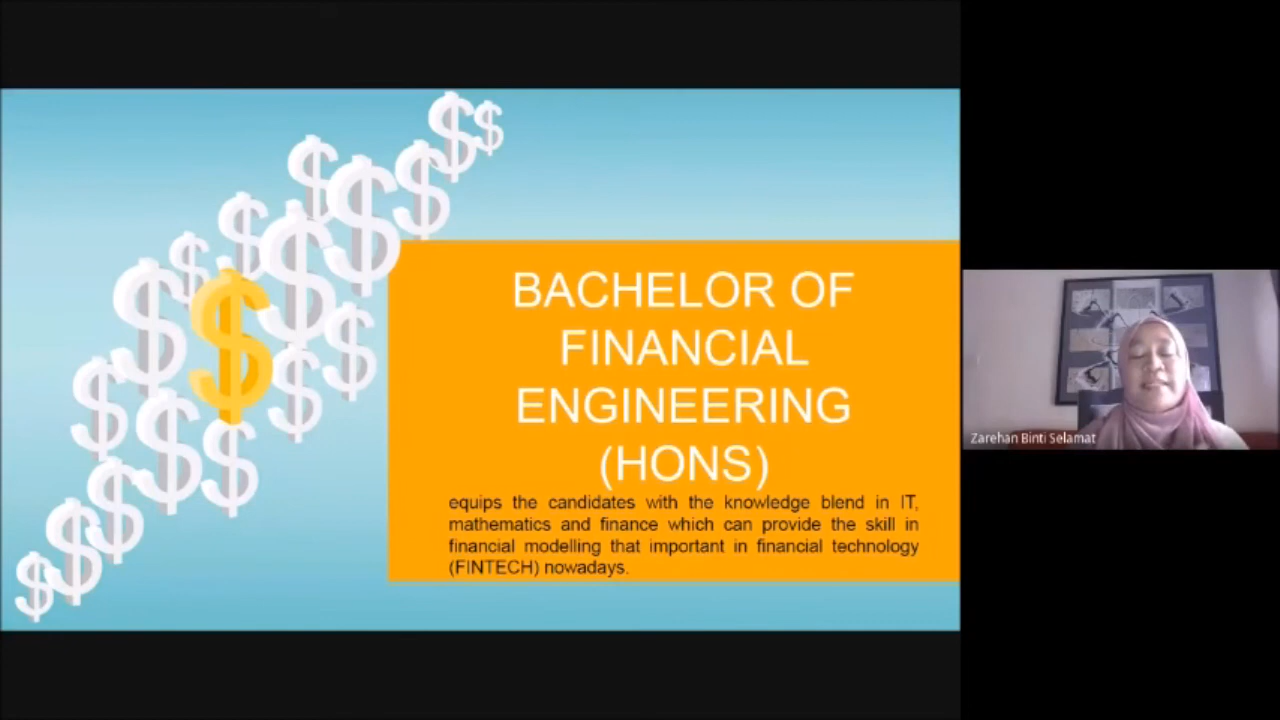 BACHELOR OF
FINANCIAL
ENGINEERING
(HONS)
equips the candidates with the knowledge blend in IT,
mathematics and finance which can provide the skill in
financial modelling that important in financial technology
(FINTECH) nowadays.
Zarehan Binti Selamat